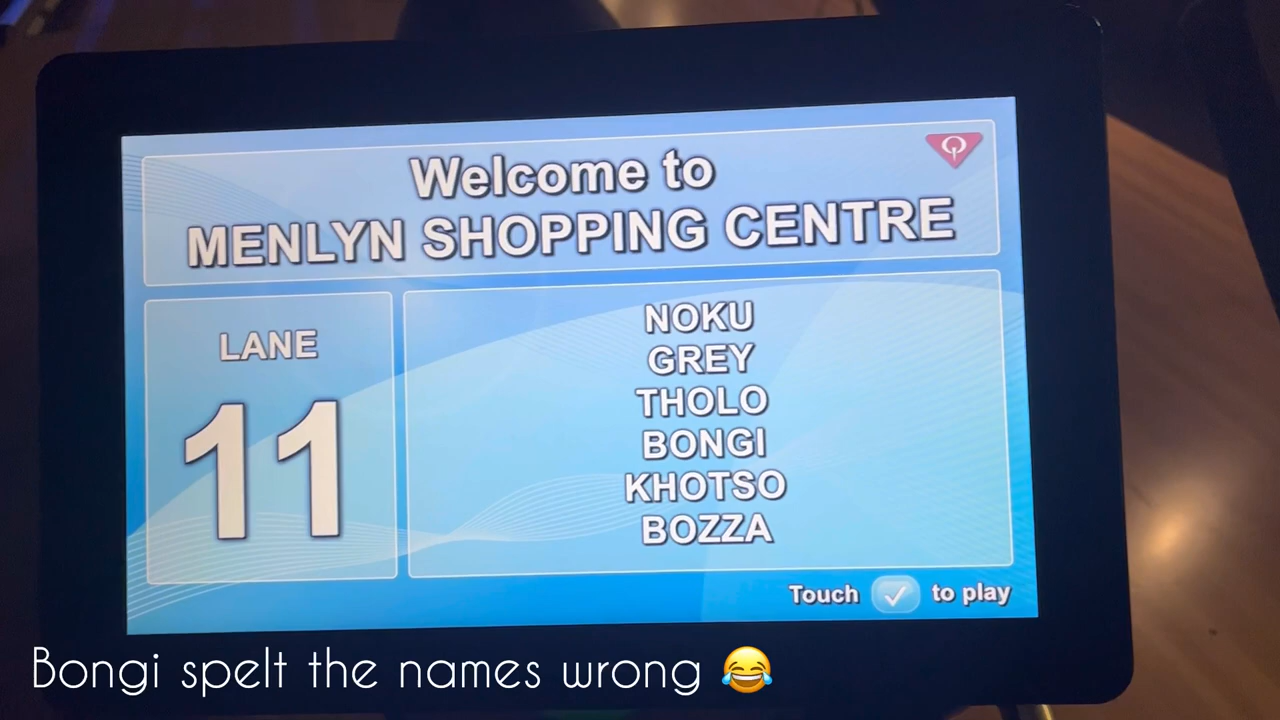 Welcome to
MENLYN SHOPPING CENTRE
LANE
11
NOKU
GREY
THOLO
BONGI
KHOTSO
BOZZA
Touch ✓ to play
Bongi spelt the names wrong 😂